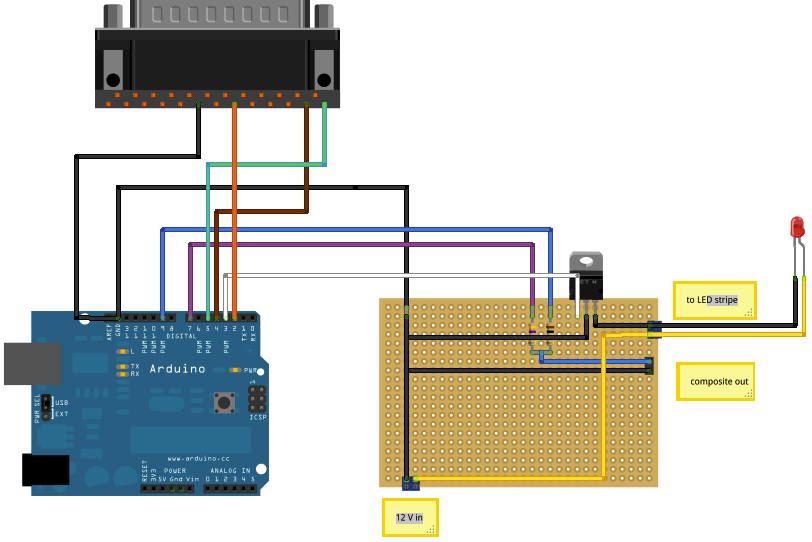 to LED stripe
composite out
12 V in
AREF
GND
13
12
11
10
9
8
7
6
5
4
3
2
1
0
PWM
PWM
PWM
PWM
PWM
PWM
TX
RX
DIGITAL
L
TX
RX
Arduino
PWR
1
ICSP
PWR SEL
USB
EXT
www.arduino.cc
POWER
ANALOG IN
RESET
3V3
5V Gnd Vin
0 1 2 3 4 5